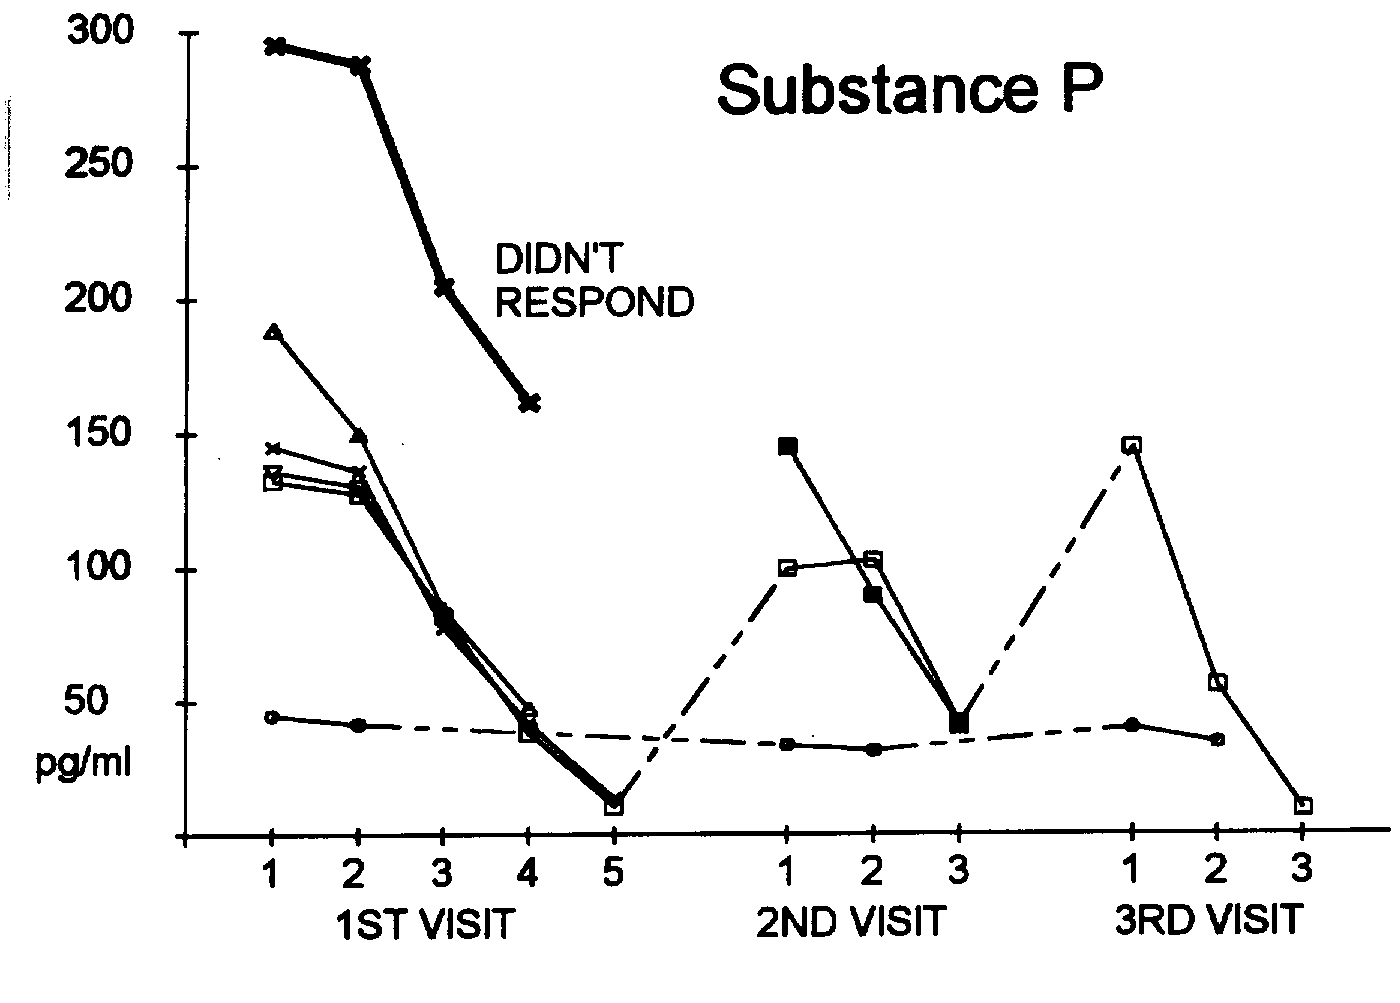 Substance P
300
250
200
150
100
50
pg/ml
DIDN'T
RESPOND
1 2 3 4 5 1 2 3 1 2 3
1ST VISIT 2ND VISIT 3RD VISIT